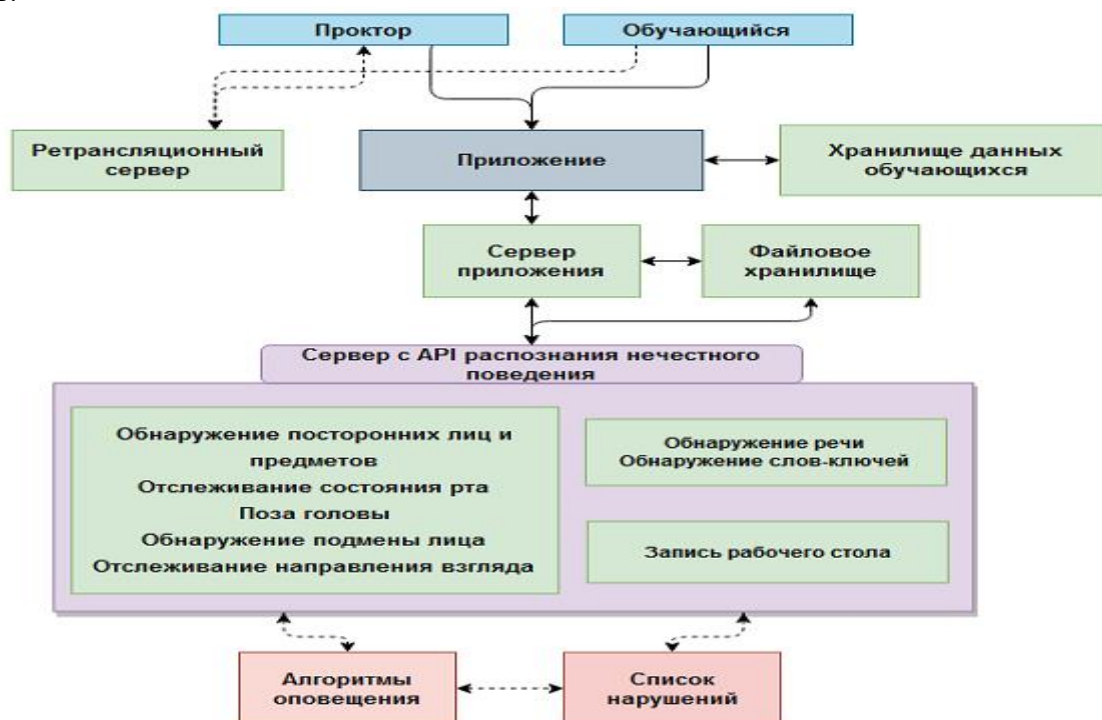 Проктор
Обучающийся
Ретрансляционный
сервер
Приложение
Хранилище данных
обучающихся
Сервер
приложения
Файловое
хранилище
Сервер с API распознания нечестного
поведения
Обнаружение посторонних лиц и
предметов
Отслеживание состояния рта
Поза головы
Обнаружение подмены лица
Отслеживание направления взгляда
Обнаружение речи
Обнаружение слов-ключей
Запись рабочего стола
Алгоритмы
оповещения
Список
нарушений